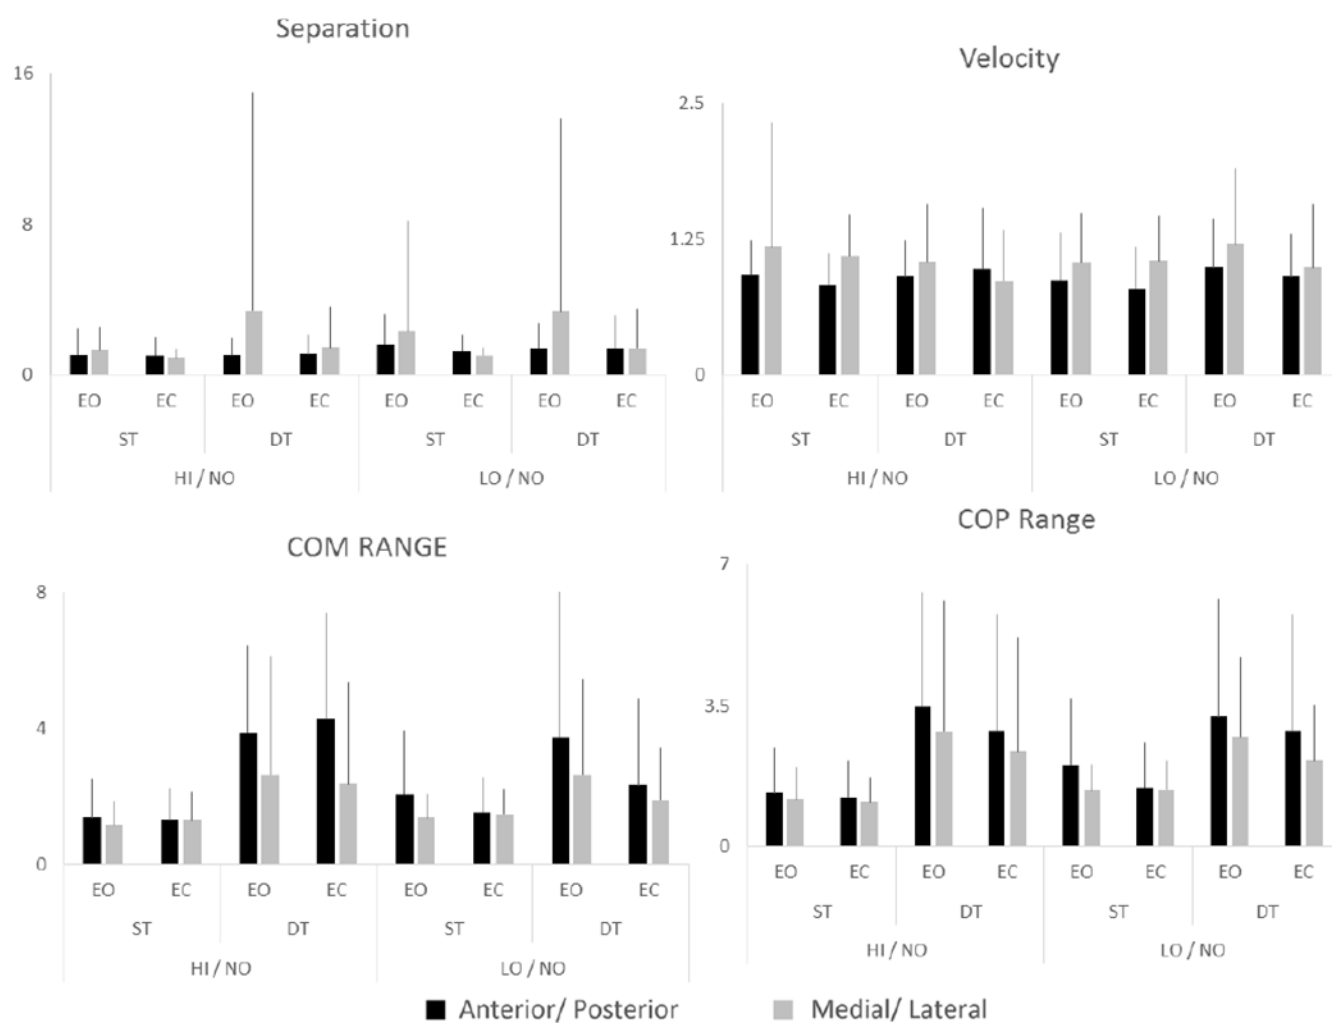 Separation
16
8
0
EO EC EO EC EO EC EO EC
ST DT ST DT
HI / NO LO / NO
Velocity
2.5
1.25
0
EO EC EO EC EO EC EO EC
ST DT ST DT
HI / NO LO / NO
COM RANGE
8
4
0
EO EC EO EC EO EC EO EC
ST DT ST DT
HI / NO LO / NO
COP Range
7
3.5
0
EO EC EO EC EO EC EO EC
ST DT ST DT
HI / NO LO / NO
Anterior/ Posterior Medial/ Lateral